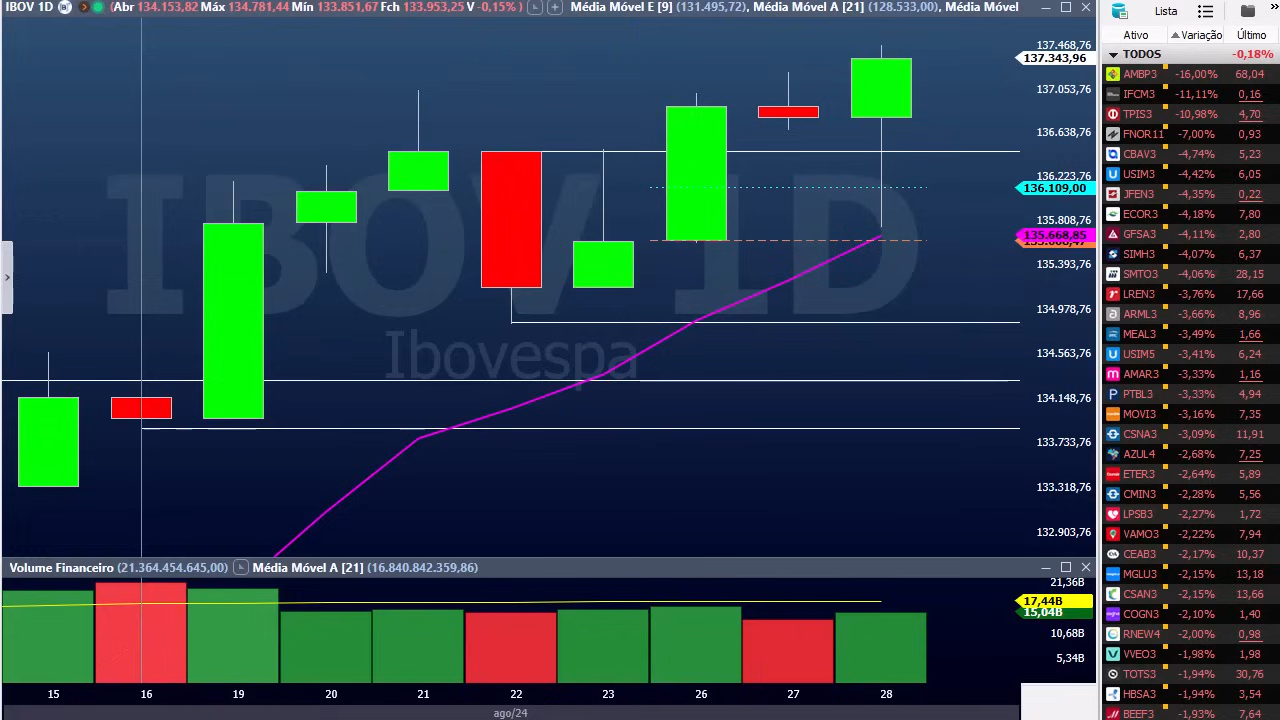 IBOV 1D (Abr 134.153,82 Máx 134.781,44 Mín 133.851,67 Fch 133.953,25 V -0,15% ) Média Móvel E [9] (131.495,72), Média Móvel A [21] (128.533,00), Média Móvel
137.468,76
137.343,96
137.053,76
136.638,76
136.223,76
136.109,00
135.808,76
135.668,85
135.393,76
134.978,76
134.563,76
134.148,76
133.733,76
133.318,76
132.903,76
IBOV 1D
Ibovespa
Volume Financeiro (21.364.454.645,00) Média Móvel A [21] (16.840.842.359,86)
21,36B
17,44B
15,04B
10,68B
5,34B
15 16 19 20 21 22 23 26 27 28
ago/24
Lista
Ativo Variação Último
TODOS -0,18%
AMBP3 -16,00% 68,04
IFCM3 -11,11% 0,16
TPIS3 -10,98% 4,70
FNOR11 -7,00% 0,93
CBAV3 -4,74% 5,23
USIM3 -4,42% 6,05
JFEN3 -4,35% 0,22
ECOR3 -4,18% 7,80
GFSA3 -4,11% 2,80
SIMH3 -4,07% 6,37
SMTO3 -4,06% 28,15
LREN3 -3,76% 17,66
ARML3 -3,66% 8,96
MEAL3 -3,49% 1,66
USIM5 -3,41% 6,24
AMAR3 -3,33% 1,16
PTBL3 -3,33% 4,94
MOVI3 -3,16% 7,35
CSNA3 -3,09% 11,91
AZUL4 -2,68% 7,25
ETER3 -2,64% 5,89
CMIN3 -2,28% 5,56
LPSB3 -2,27% 1,72
VAMO3 -2,22% 7,94
CEAB3 -2,17% 10,37
MGLU3 -2,15% 13,18
CSAN3 -2,15% 13,66
COGN3 -2,10% 1,40
RNEW4 -2,00% 0,98
VVEO3 -1,98% 1,98
TOTS3 -1,94% 30,76
HBSA3 -1,94% 3,54
BEEF3 -1,93% 7,64